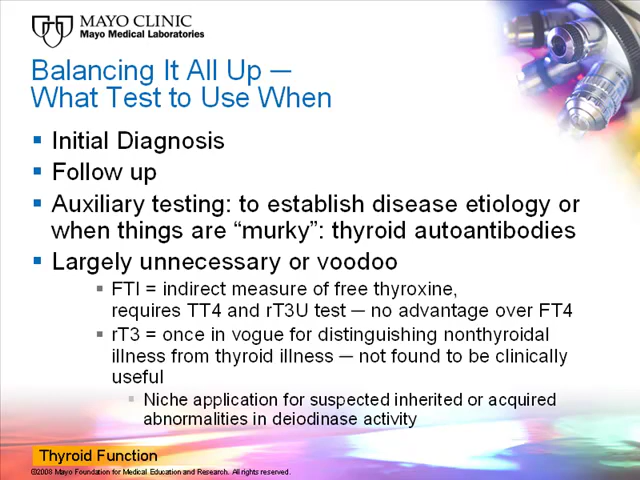 MAYO CLINIC
Mayo Medical Laboratories
Balancing It All Up —
What Test to Use When
Initial Diagnosis
Follow up
Auxiliary testing: to establish disease etiology or
when things are “murky”: thyroid autoantibodies
Largely unnecessary or voodoo
FTI = indirect measure of free thyroxine,
requires TT4 and rT3U test — no advantage over FT4
rT3 = once in vogue for distinguishing nonthyroidal
illness from thyroid illness — not found to be clinically
useful
Niche application for suspected inherited or acquired
abnormalities in deiodinase activity
Thyroid Function
©2008 Mayo Foundation for Medical Education and Research. All rights reserved.